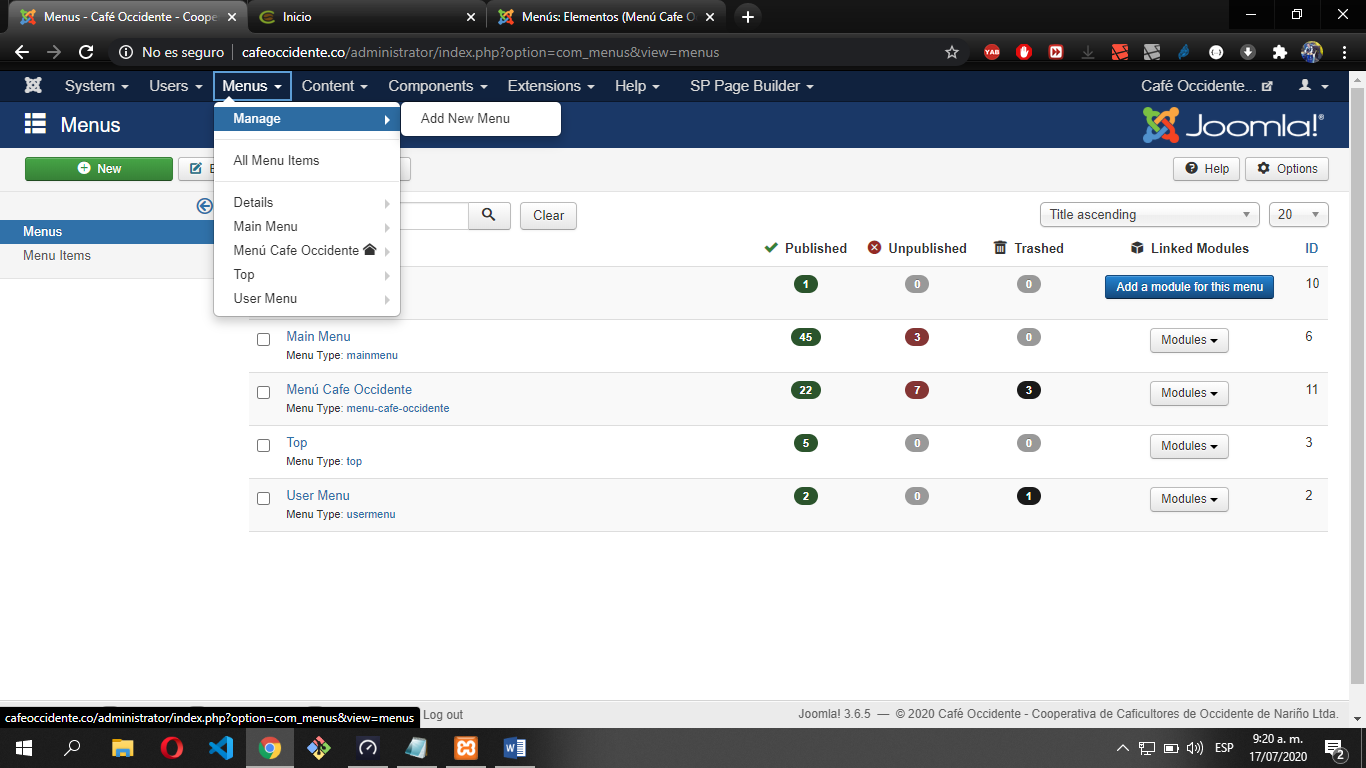 Menus - Café Occidente - Coope
Inicio
Menús: Elementos (Menú Cafe O
No es seguro
cafeoccidente.co/administrator/index.php?option=com_menus&view=menus
YAB
System
Users
Menus
Content
Components
Extensions
Help
SP Page Builder
Café Occidente...
Menus
Joomla!®
Manage
Add New Menu
New
E
Help
Options
All Menu Items
Details
Main Menu
Menú Cafe Occidente
Top
User Menu
Clear
Title ascending
20
Menus
Menu Items
Published
Unpublished
Trashed
Linked Modules
ID
1
0
0
Add a module for this menu
10
Main Menu
Menu Type: mainmenu
45
3
0
Modules
6
Menú Cafe Occidente
Menu Type: menu-cafe-occidente
22
7
3
Modules
11
Top
Menu Type: top
5
0
0
Modules
3
User Menu
Menu Type: usermenu
2
0
1
Modules
2
cafeoccidente.co/administrator/index.php?option=com_menus&view=menus
Log out
Joomla! 3.6.5 — © 2020 Café Occidente - Cooperativa de Caficultores de Occidente de Nariño Ltda.
ESP
9:20 a. m.
17/07/2020
2